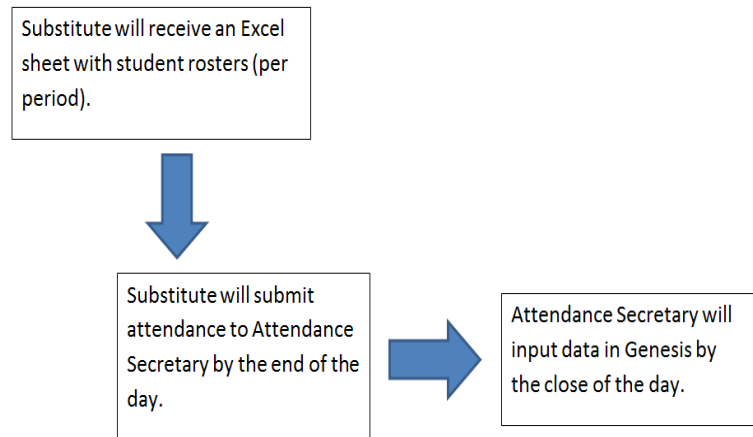 Substitute will receive an Excel
sheet with student rosters (per
period).
Substitute will submit
attendance to Attendance
Secretary by the end of the
day.
Attendance Secretary will
input data in Genesis by
the close of the day.